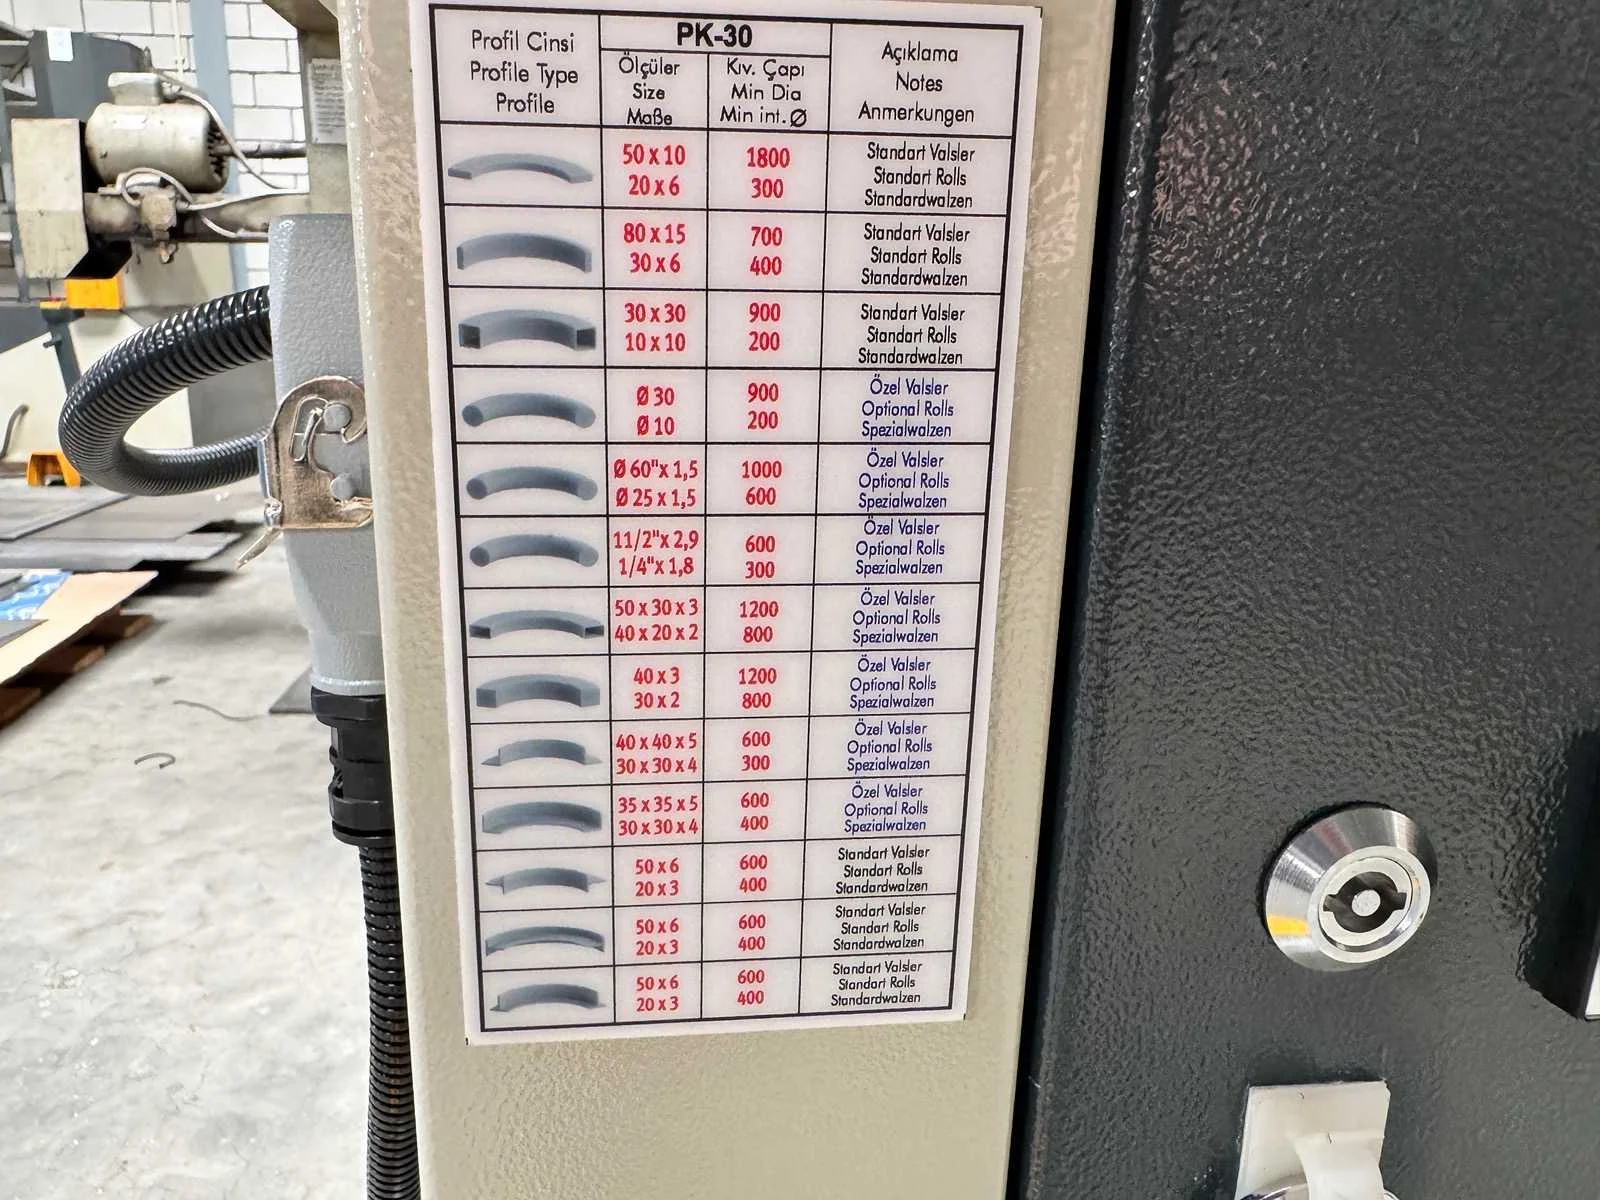 Profil Cinsi
Profile Type
Profile
PK-30
Ölçüler
Size
Maße
Kıv. Çapı
Min Dia
Min int. Ø
Açıklama
Notes
Anmerkungen
50 x 10
20 x 6
1800
300
Standart Valsler
Standart Rolls
Standardwalzen
80 x 15
30 x 6
700
400
Standart Valsler
Standart Rolls
Standardwalzen
30 x 30
10 x 10
900
200
Standart Valsler
Standart Rolls
Standardwalzen
Ø 30
Ø 10
900
200
Özel Valsler
Optional Rolls
Spezialwalzen
Ø 60"x 1,5
Ø 25 x 1,5
1000
600
Özel Valsler
Optional Rolls
Spezialwalzen
11/2"x 2,9
1/4"x 1,8
600
300
Özel Valsler
Optional Rolls
Spezialwalzen
50 x 30 x 3
40 x 20 x 2
1200
800
Özel Valsler
Optional Rolls
Spezialwalzen
40 x 3
30 x 2
1200
800
Özel Valsler
Optional Rolls
Spezialwalzen
40 x 40 x 5
30 x 30 x 4
600
300
Özel Valsler
Optional Rolls
Spezialwalzen
35 x 35 x 5
30 x 30 x 4
600
400
Özel Valsler
Optional Rolls
Spezialwalzen
50 x 6
20 x 3
600
400
Standart Valsler
Standart Rolls
Standardwalzen
50 x 6
20 x 3
600
400
Standart Valsler
Standart Rolls
Standardwalzen
50 x 6
20 x 3
600
400
Standart Valsler
Standart Rolls
Standardwalzen